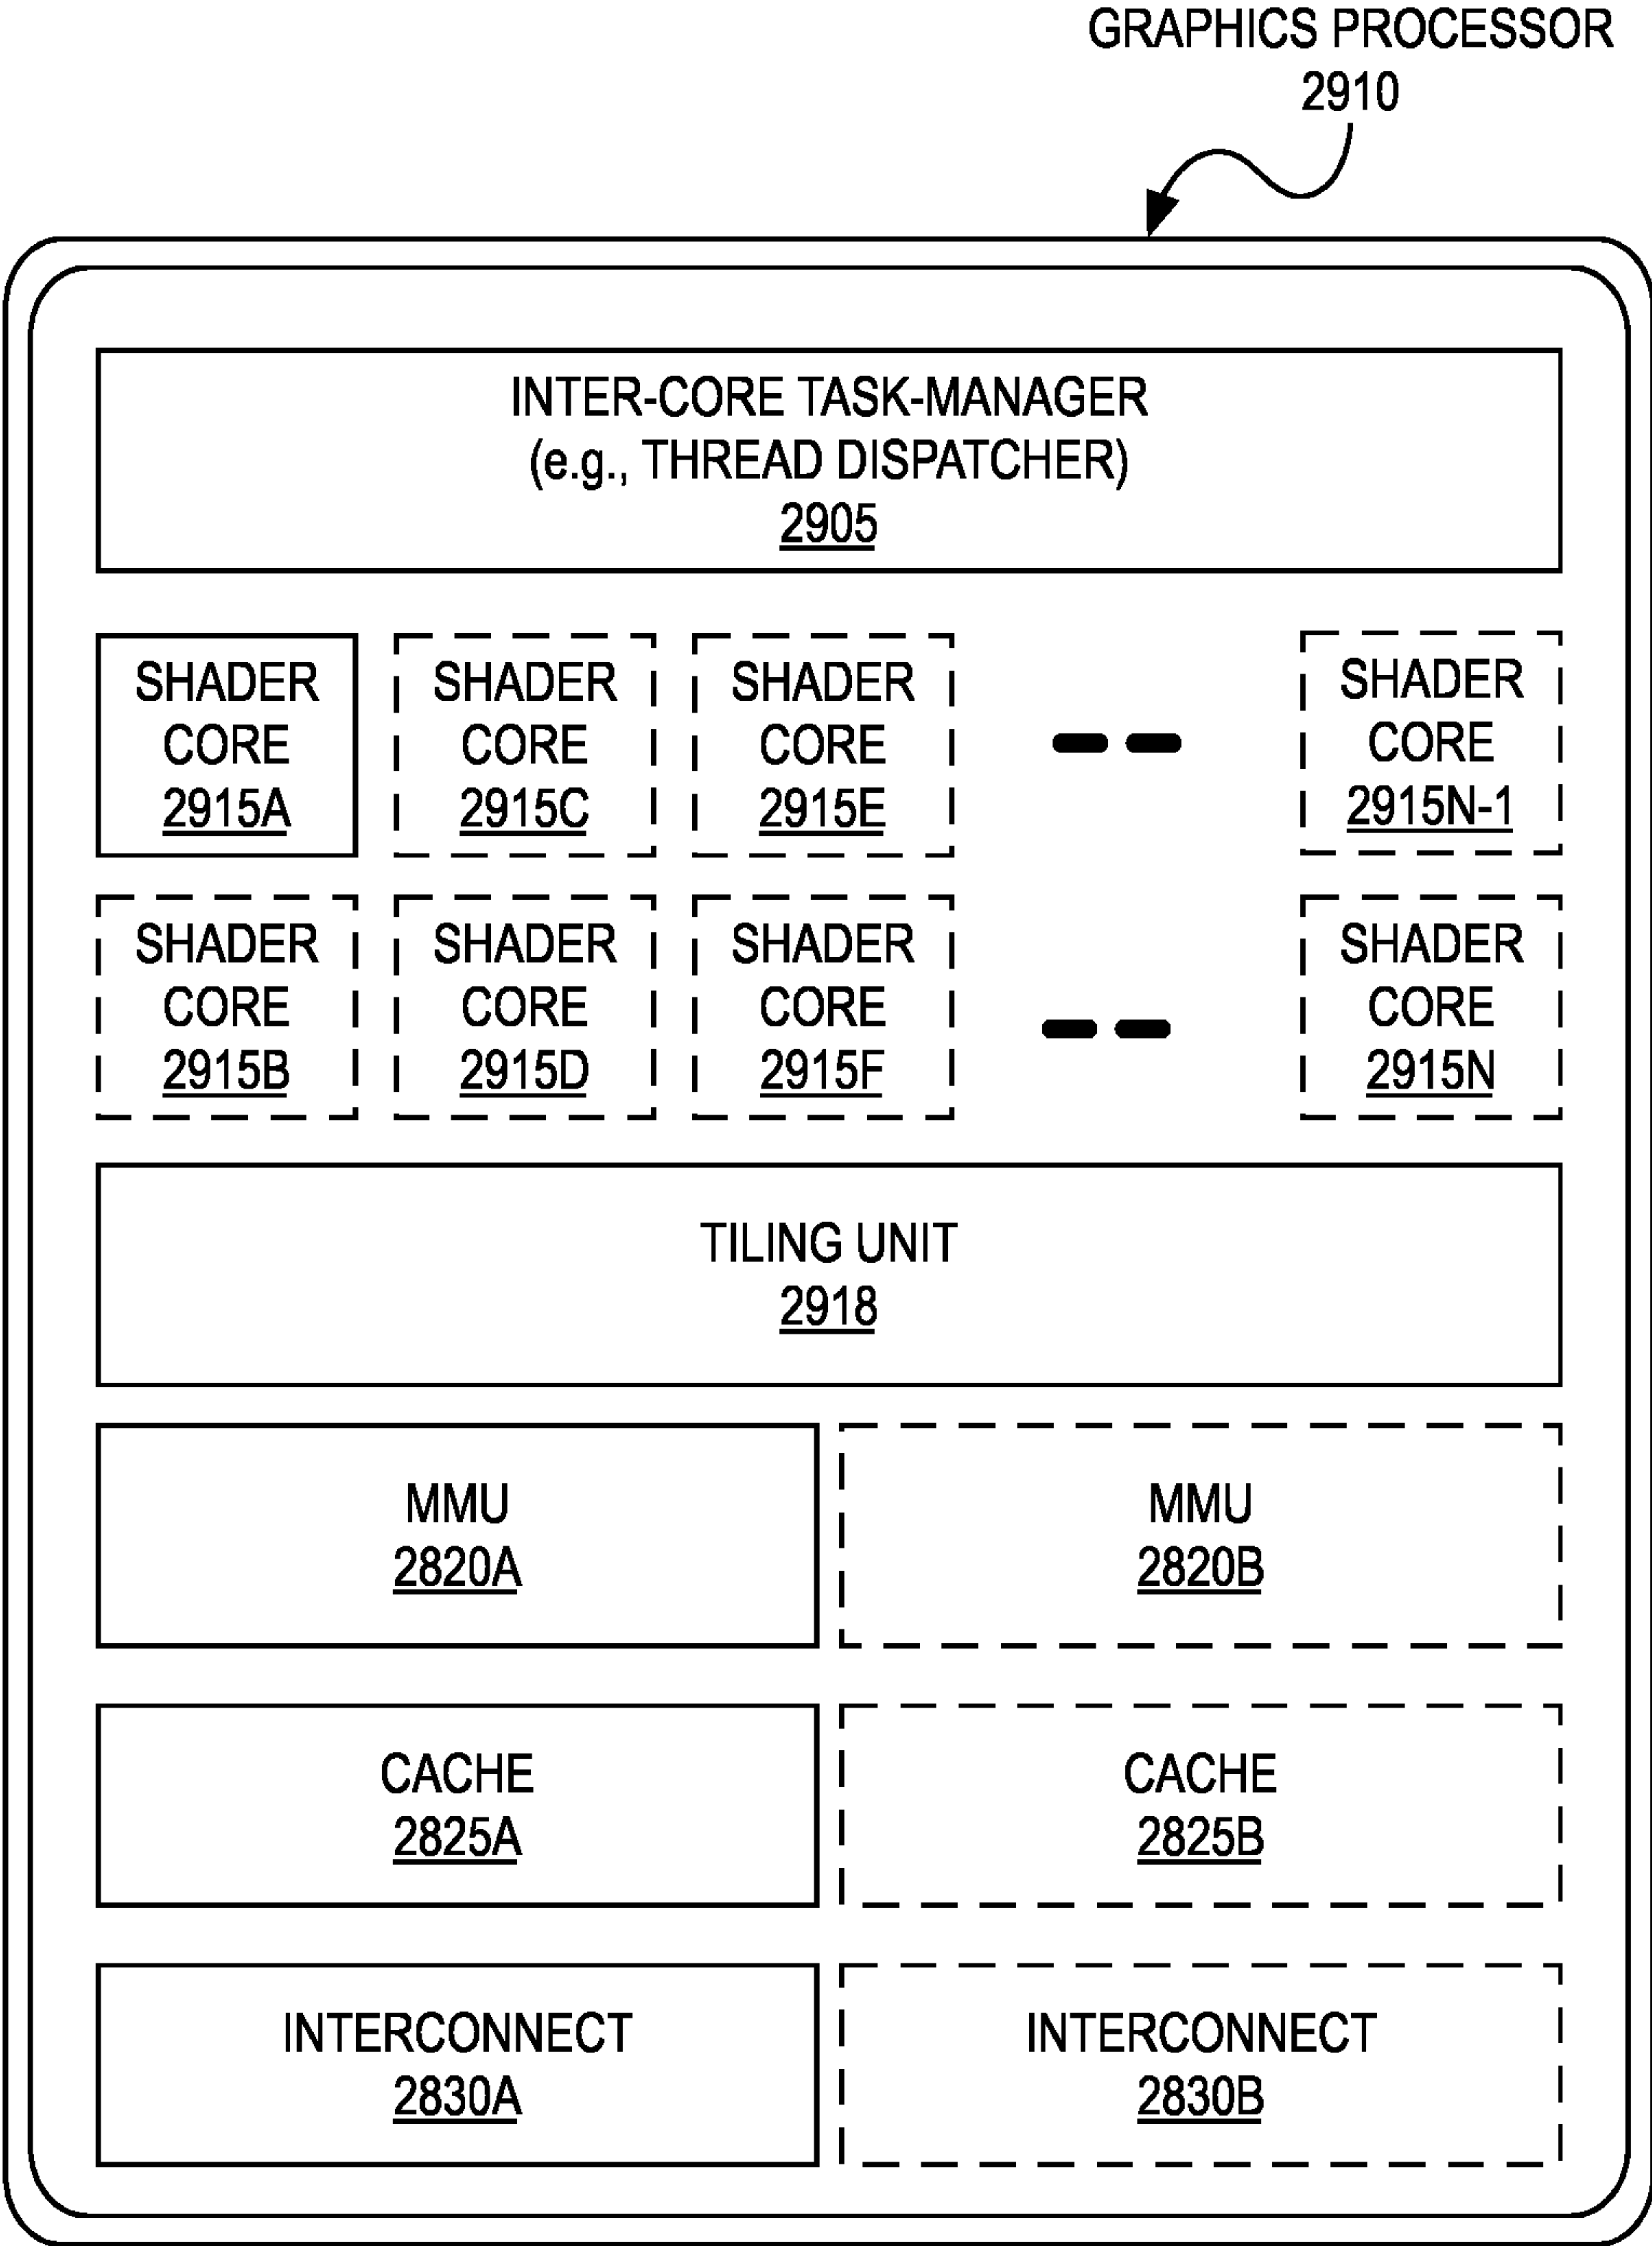 GRAPHICS PROCESSOR
2910
INTER-CORE TASK-MANAGER
(e.g., THREAD DISPATCHER)
2905
SHADER
CORE
2915A
SHADER
CORE
2915C
SHADER
CORE
2915E
SHADER
CORE
2915N-1
SHADER
CORE
2915B
SHADER
CORE
2915D
SHADER
CORE
2915F
SHADER
CORE
2915N
TILING UNIT
2918
MMU
2820A
MMU
2820B
CACHE
2825A
CACHE
2825B
INTERCONNECT
2830A
INTERCONNECT
2830B